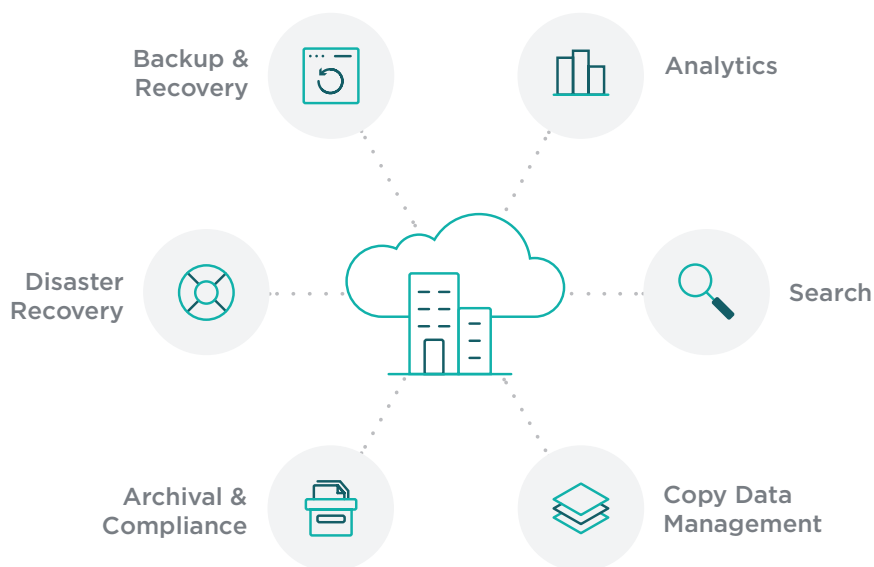 Backup &
Recovery
Analytics
Disaster
Recovery
Search
Archival &
Compliance
Copy Data
Management